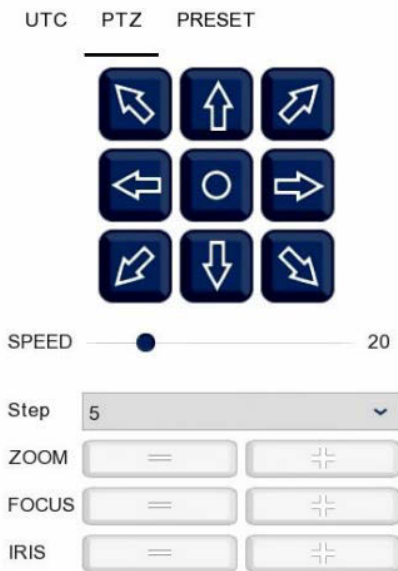 UTC PTZ PRESET
SPEED 20
Step 5
ZOOM
FOCUS
IRIS